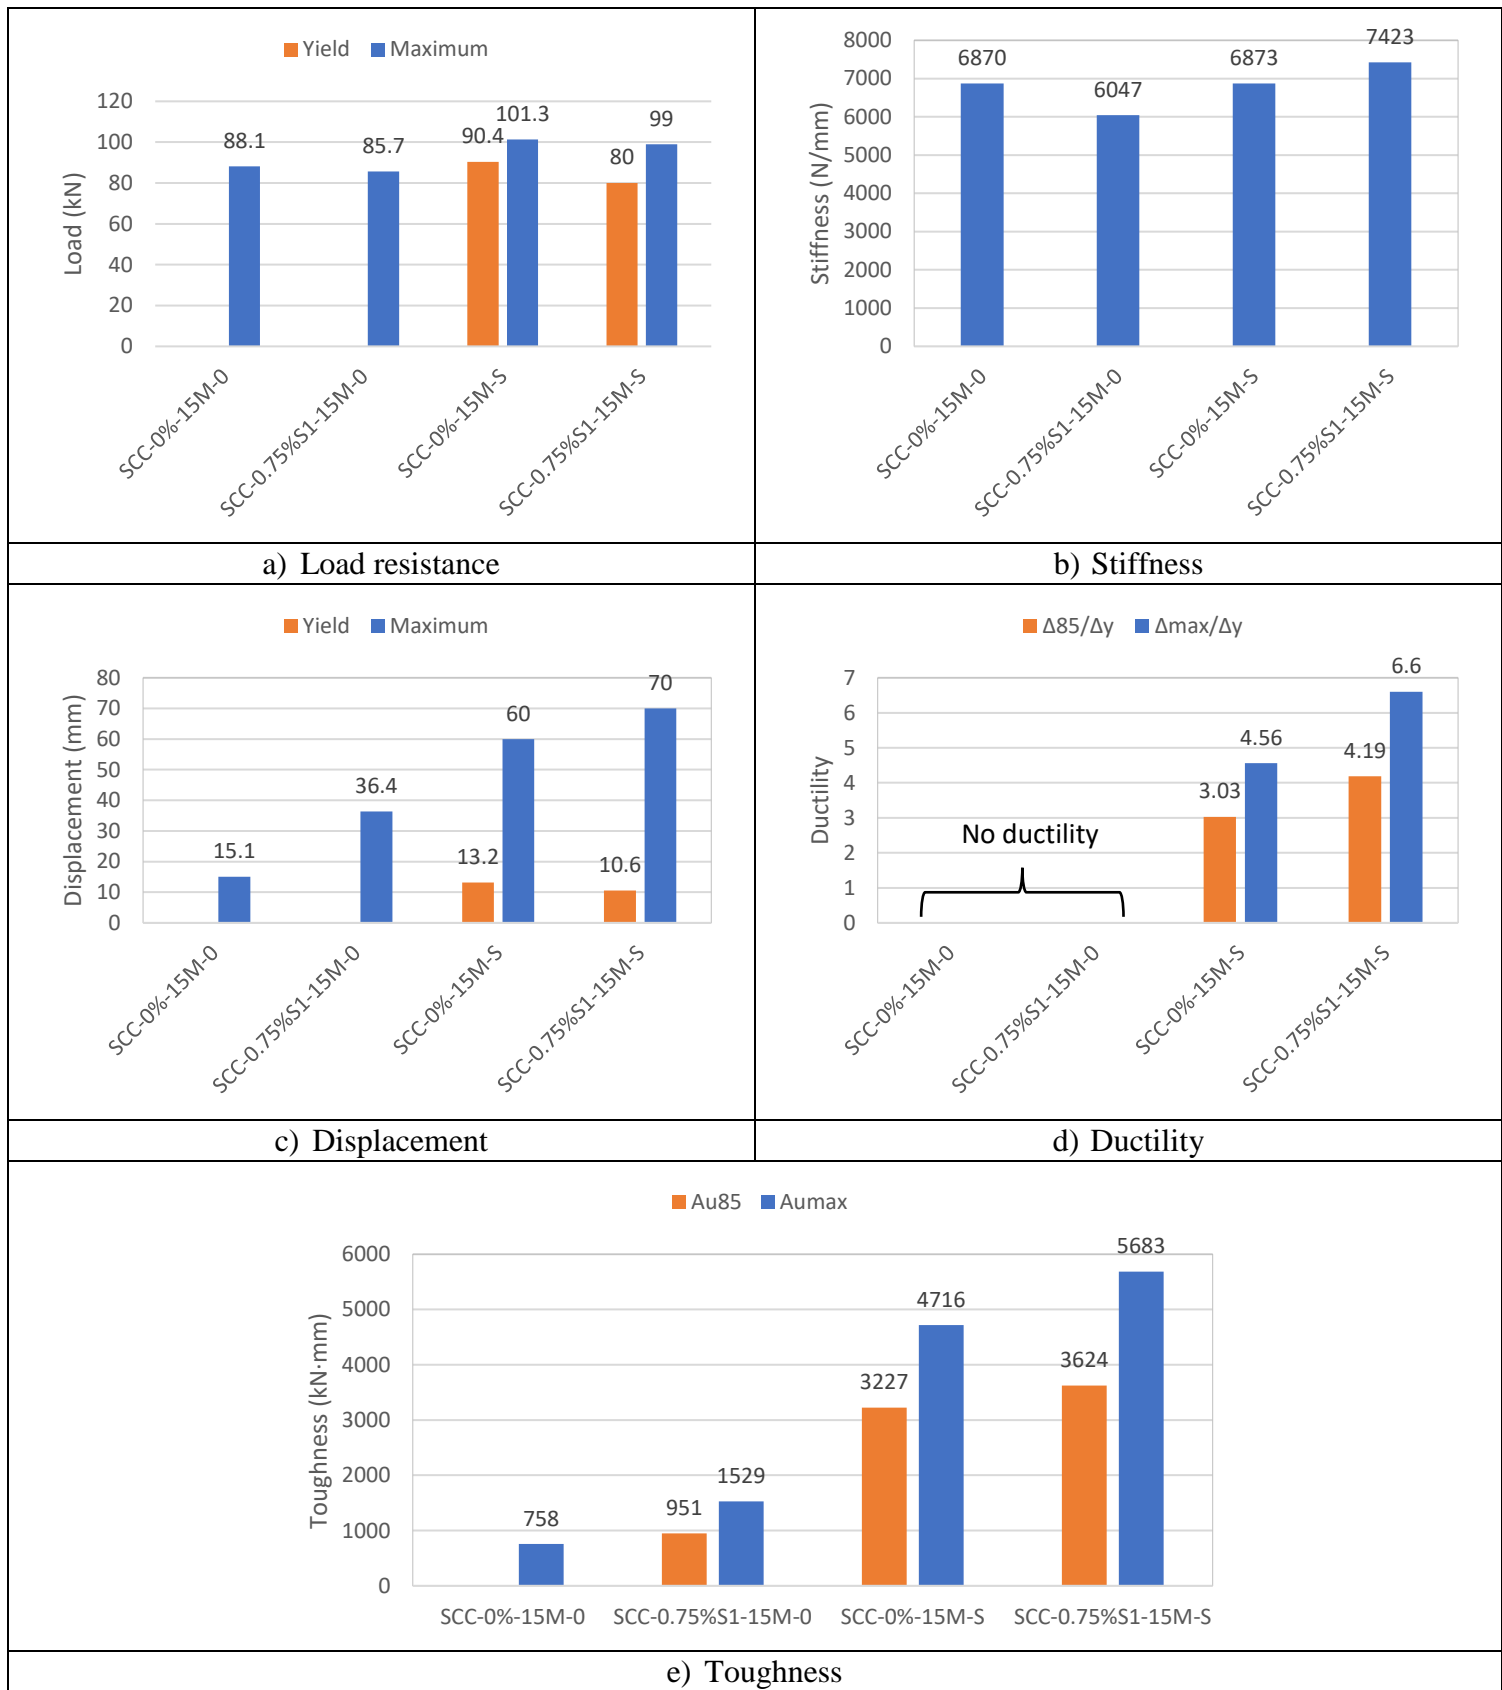 Yield Maximum
Load (kN)
120
100
80
60
40
20
0
88.1
85.7
90.4
101.3
80
99
SCC-0%-15M-0
SCC-0.75%S1-15M-0
SCC-0%-15M-S
SCC-0.75%S1-15M-S
a) Load resistance
Stiffness (N/mm)
8000
7000
6000
5000
4000
3000
2000
1000
0
6870
6047
6873
7423
SCC-0%-15M-0
SCC-0.75%S1-15M-0
SCC-0%-15M-S
SCC-0.75%S1-15M-S
b) Stiffness
Yield Maximum
Displacement (mm)
80
70
60
50
40
30
20
10
0
15.1
36.4
13.2
60
10.6
70
SCC-0%-15M-0
SCC-0.75%S1-15M-0
SCC-0%-15M-S
SCC-0.75%S1-15M-S
c) Displacement
Δ85/Δy Δmax/Δy
Ductility
7
6
5
4
3
2
1
0
No ductility
3.03
4.56
4.19
6.6
SCC-0%-15M-0
SCC-0.75%S1-15M-0
SCC-0%-15M-S
SCC-0.75%S1-15M-S
d) Ductility
Au85 Aumax
Toughness (kN·mm)
6000
5000
4000
3000
2000
1000
0
758
951
1529
3227
4716
3624
5683
SCC-0%-15M-0 SCC-0.75%S1-15M-0 SCC-0%-15M-S SCC-0.75%S1-15M-S
e) Toughness